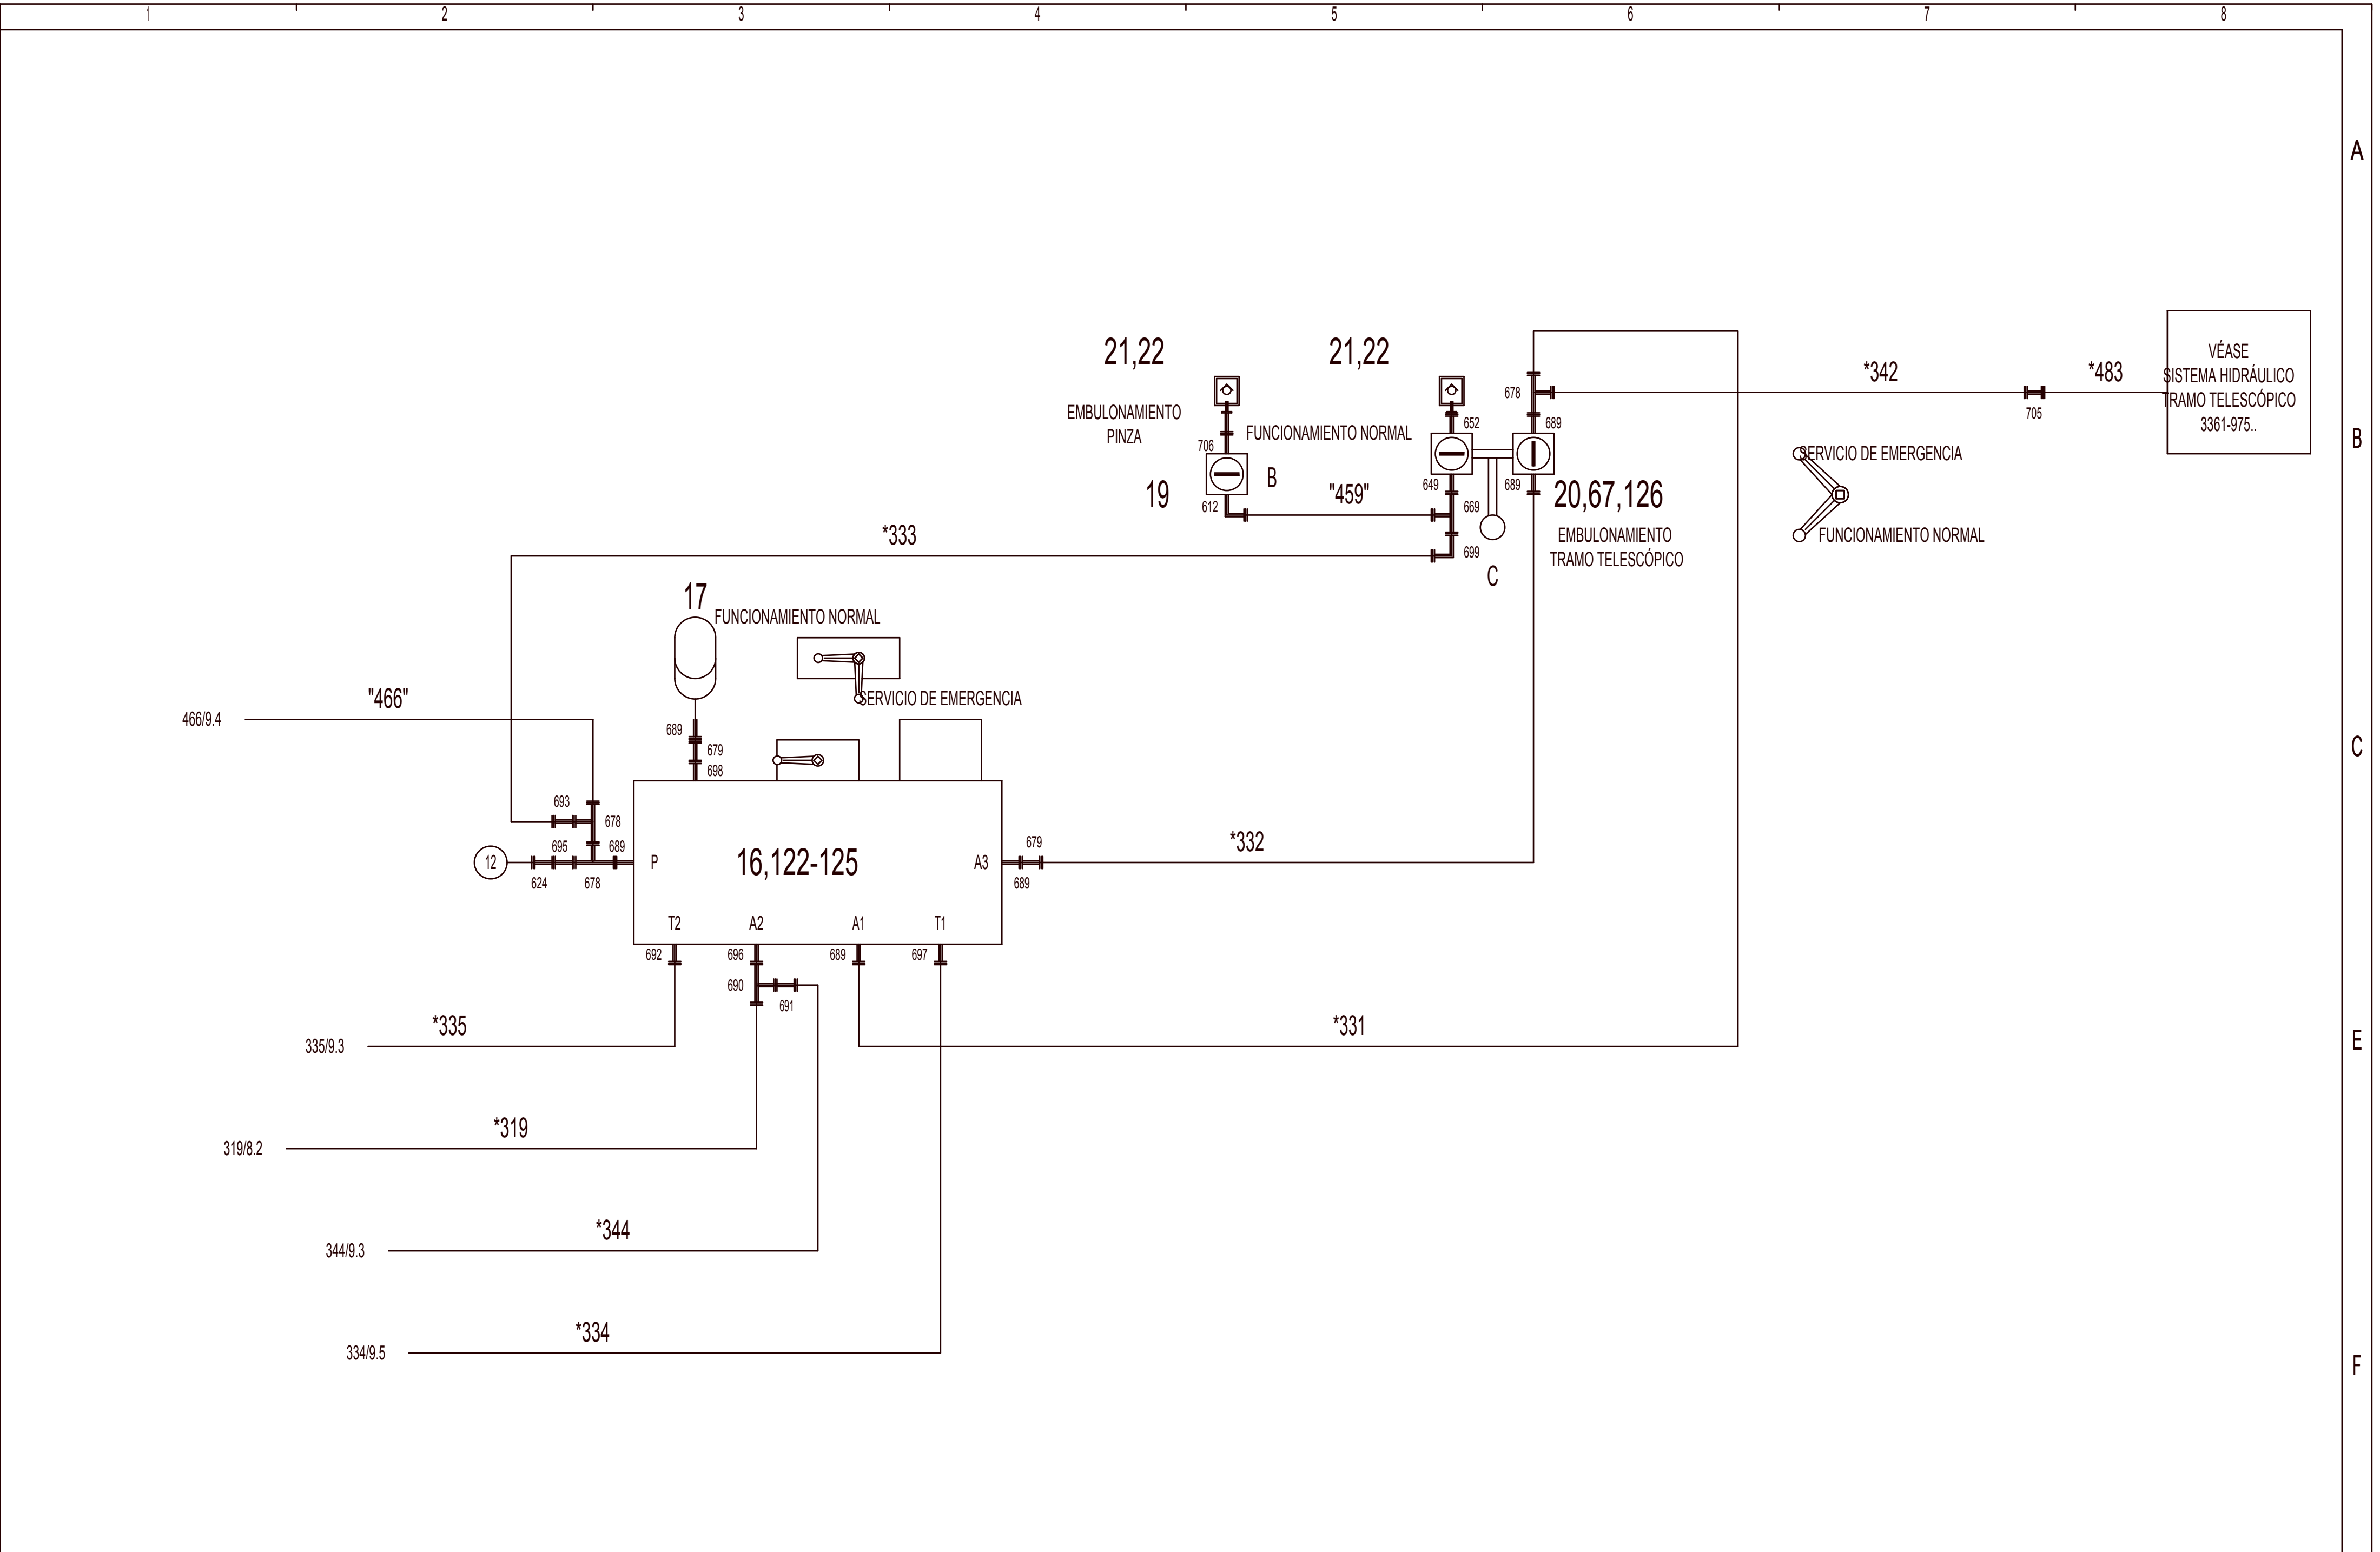 1 2 3 4 5 6 7 8
A
21,22 21,22
VÉASE
SISTEMA HIDRÁULICO
TRAMO TELESCÓPICO
3361-975..
*342 *483
678
705
EMBULONAMIENTO
PINZA
652 689
706 FUNCIONAMIENTO NORMAL
B
SERVICIO DE EMERGENCIA
B
649 689
19 612 "459" 669 20,67,126
*333
EMBULONAMIENTO
TRAMO TELESCÓPICO
FUNCIONAMIENTO NORMAL
699
C
17
FUNCIONAMIENTO NORMAL
"466"
SERVICIO DE EMERGENCIA
466/9.4
689
679
698
C
693
678
695 689
12
624 678
P 16,122-125 A3
679
689
*332
T2 A2 A1 T1
692 696 689 697
690
691
*335 *331
335/9.3
E
*319
319/8.2
*344
344/9.3
*334
334/9.5
F